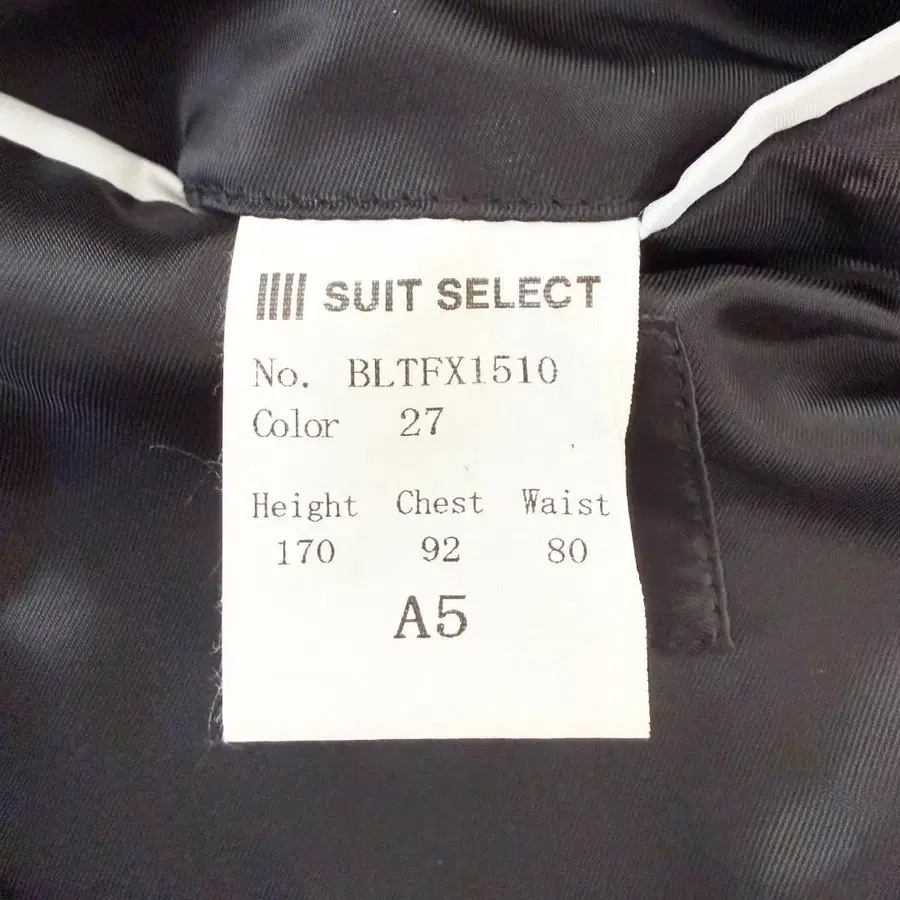 SUIT SELECT
No. BLTFX1510
Color 27
Height Chest Waist
170 92 80
A5